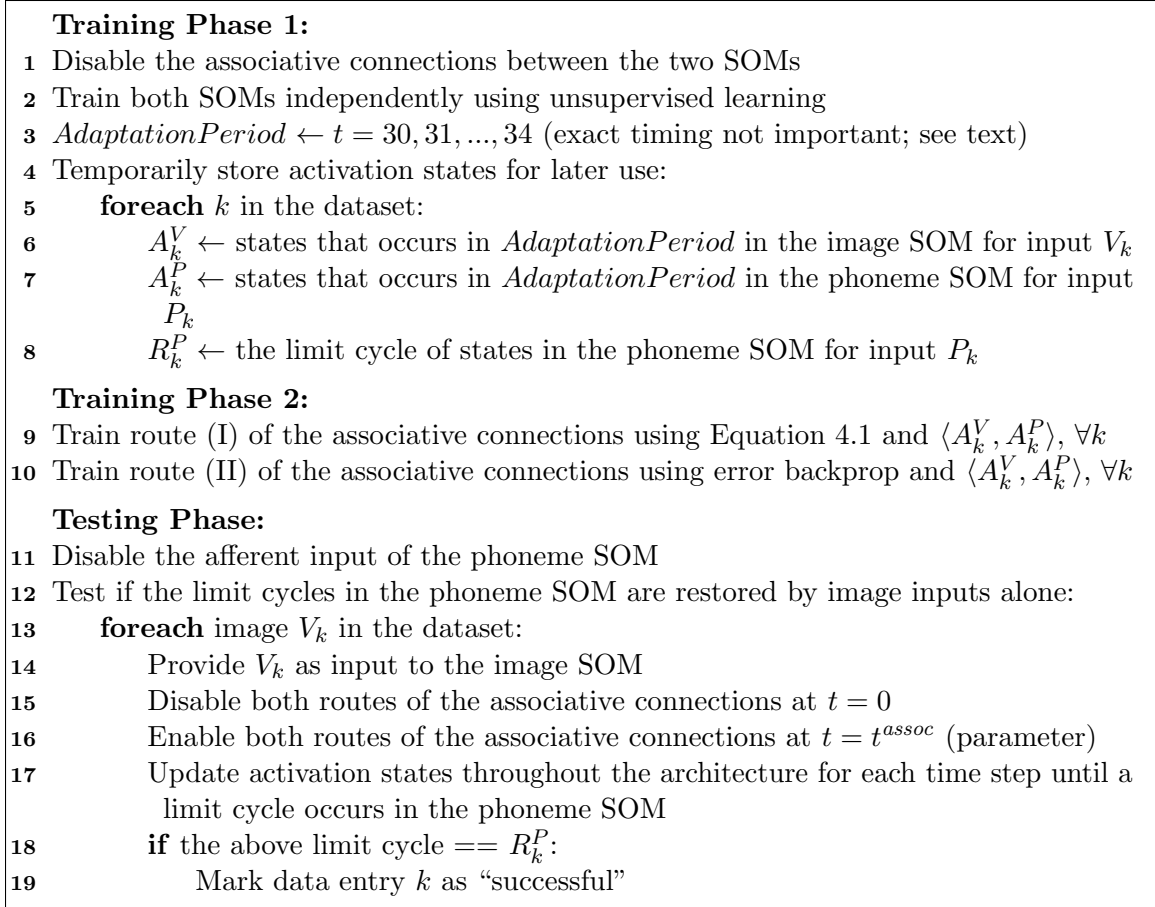 Training Phase 1:
1 Disable the associative connections between the two SOMs
2 Train both SOMs independently using unsupervised learning
3 AdaptationPeriod ← t = 30, 31, ..., 34 (exact timing not important; see text)
4 Temporarily store activation states for later use:
5 foreach k in the dataset:
6 A_k^V ← states that occurs in AdaptationPeriod in the image SOM for input V_k
7 A_k^P ← states that occurs in AdaptationPeriod in the phoneme SOM for input
P_k
8 R_k^P ← the limit cycle of states in the phoneme SOM for input P_k
Training Phase 2:
9 Train route (I) of the associative connections using Equation 4.1 and ⟨A_k^V, A_k^P⟩, ∀k
10 Train route (II) of the associative connections using error backprop and ⟨A_k^V, A_k^P⟩, ∀k
Testing Phase:
11 Disable the afferent input of the phoneme SOM
12 Test if the limit cycles in the phoneme SOM are restored by image inputs alone:
13 foreach image V_k in the dataset:
14 Provide V_k as input to the image SOM
15 Disable both routes of the associative connections at t = 0
16 Enable both routes of the associative connections at t = t^assoc (parameter)
17 Update activation states throughout the architecture for each time step until a
limit cycle occurs in the phoneme SOM
18 if the above limit cycle == R_k^P:
19 Mark data entry k as “successful”